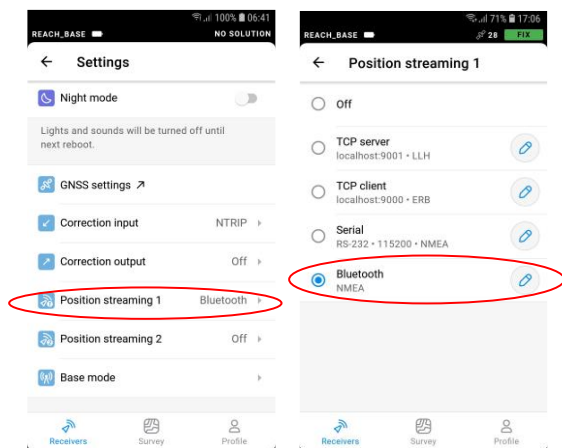 100% 06:41
REACH_BASE NO SOLUTION
← Settings
Night mode
Lights and sounds will be turned off until
next reboot.
GNSS settings ↗
Correction input NTRIP
Correction output Off
Position streaming 1 Bluetooth
Position streaming 2 Off
Base mode
Receivers Survey Profile
71% 17:06
REACH_BASE 28 FIX
← Position streaming 1
Off
TCP server
localhost:9001 • LLH
TCP client
localhost:9000 • ERB
Serial
RS-232 • 115200 • NMEA
Bluetooth
NMEA
Receivers Survey Profile